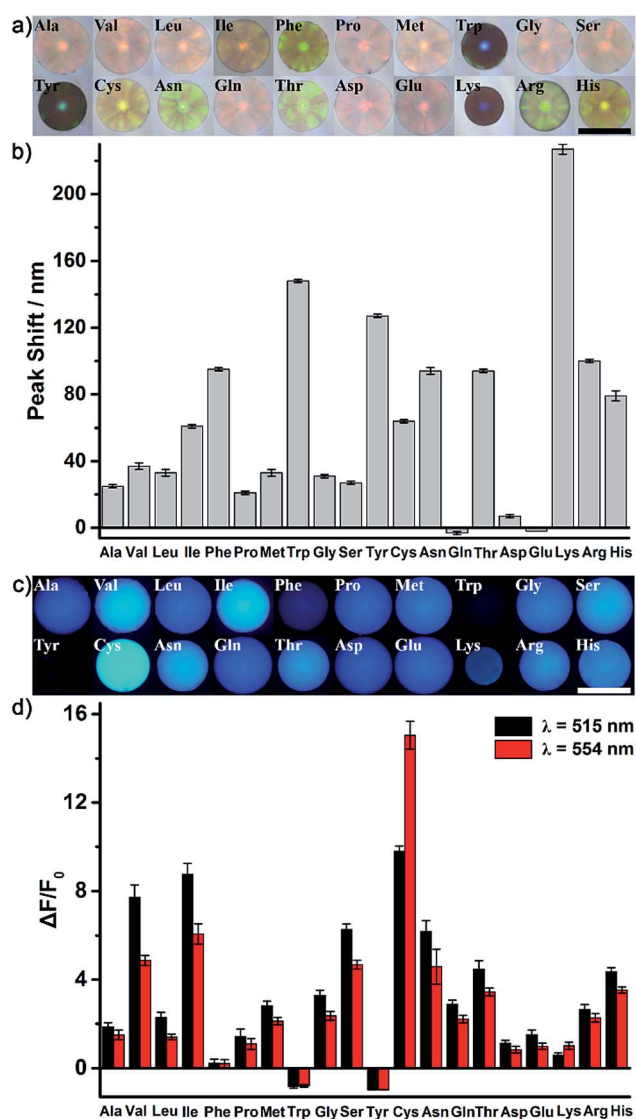 a) Ala Val Leu Ile Phe Pro Met Trp Gly Ser
Tyr Cys Asn Gln Thr Asp Glu Lys Arg His
b)
220
200
160
120
80
40
0
Peak Shift / nm
Ala Val Leu Ile Phe Pro Met Trp Gly Ser Tyr Cys Asn Gln Thr Asp Glu Lys Arg His
c) Ala Val Leu Ile Phe Pro Met Trp Gly Ser
Tyr Cys Asn Gln Thr Asp Glu Lys Arg His
d)
16
12
8
4
0
ΔF/F0
λ = 515 nm
λ = 554 nm
Ala Val Leu Ile Phe Pro Met Trp Gly Ser Tyr Cys Asn Gln Thr Asp Glu Lys Arg His